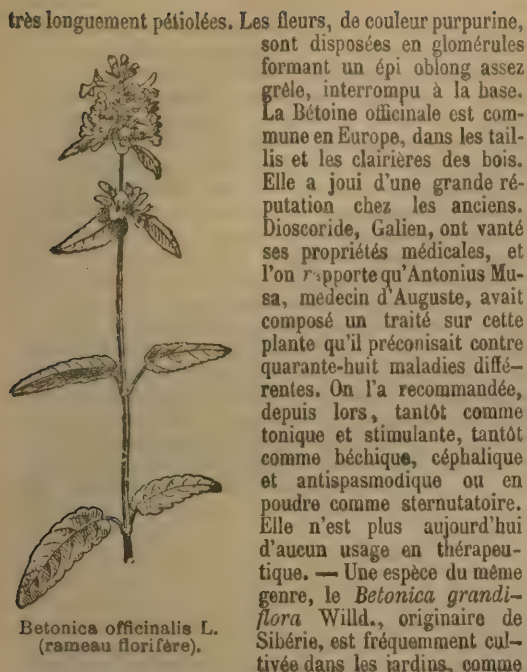 très longuement pétiolées. Les fleurs, de couleur purpurine,
sont disposées en glomérules
formant un épi oblong assez
grêle, interrompu à la base.
La Bétoine officinale est com-
mune en Europe, dans les tail-
lis et les clairières des bois.
Elle a joui d'une grande ré-
putation chez les anciens.
Dioscoride, Galien, ont vanté
ses propriétés médicales, et
l'on rapporte qu'Antonius Mu-
sa, médecin d'Auguste, avait
composé un traité sur cette
plante qu'il préconisait contre
quarante-huit maladies diffé-
rentes. On l'a recommandée,
depuis lors, tantôt comme
tonique et stimulante, tantôt
comme béchique, céphalique
et antispasmodique ou en
poudre comme sternutatoire.
Elle n'est plus aujourd'hui
d'aucun usage en thérapeu-
tique. — Une espèce du même
genre, le Betonica grandi-
flora Willd., originaire de
Sibérie, est fréquemment cul-
tivée dans les jardins, comme
Betonica officinalis L.
(rameau florifère).